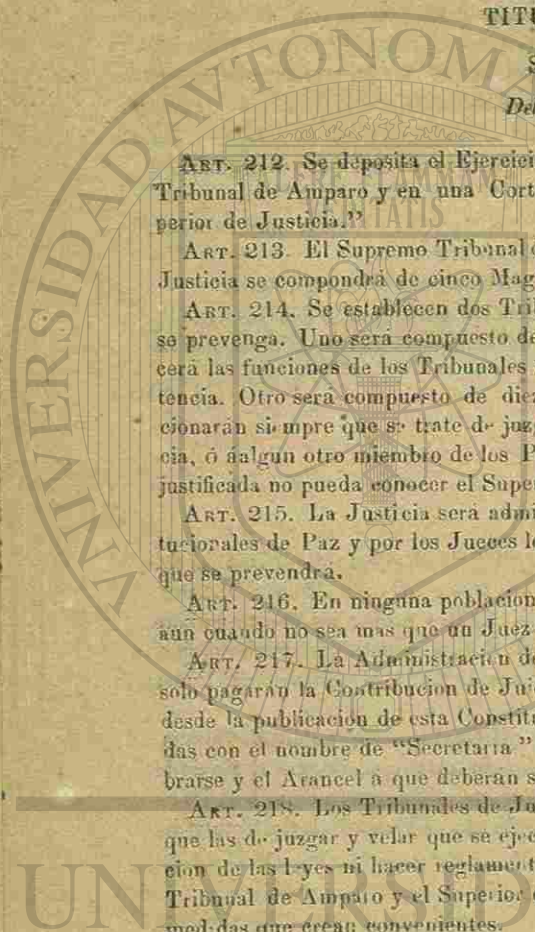 TITU
S
Del
ART. 212. Se deposita el Ejercici
Tribunal de Amparo y en una Cort
perior de Justicia."
ART. 213. El Supremo Tribunal
Justicia se compondrá de cinco Mag
ART. 214. Se establecen dos Tri
se prevenga. Uno será compuesto de
cerá las funciones de los Tribunales
tencia. Otro será compuesto de die
cionarán siempre que se trate de juz
cia, ó áalgun otro miembro de los P
justificada no pueda conocer el Supe
ART. 215. La Justicia será admi
tucionales de Paz y por los Jueces l
que se prevendra.
ART. 216. En ninguna poblacion
aun cuando no sea mas que un Juez
ART. 217. La Administracion de
solo pagarán la Contribucion de Jui
desde la publicación de esta Constit
das con el nombre de "Secretaria"
brarse y el Arancel a que deberán s
ART. 218. Los Tribunales de Ju
que las de juzgar y velar que se ejec
cion de las leyes ni hacer reglament
Tribunal de Amparo y el Superior
medidas que crean convenientes.